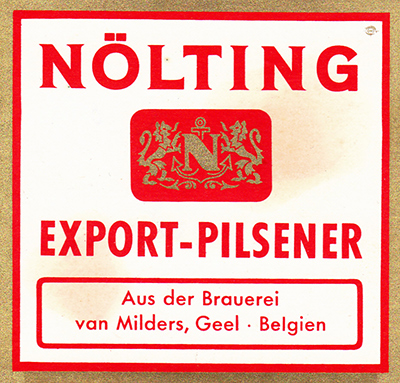 NÖLTING
N
EXPORT-PILSENER
Aus der Brauerei
van Milders, Geel · Belgien